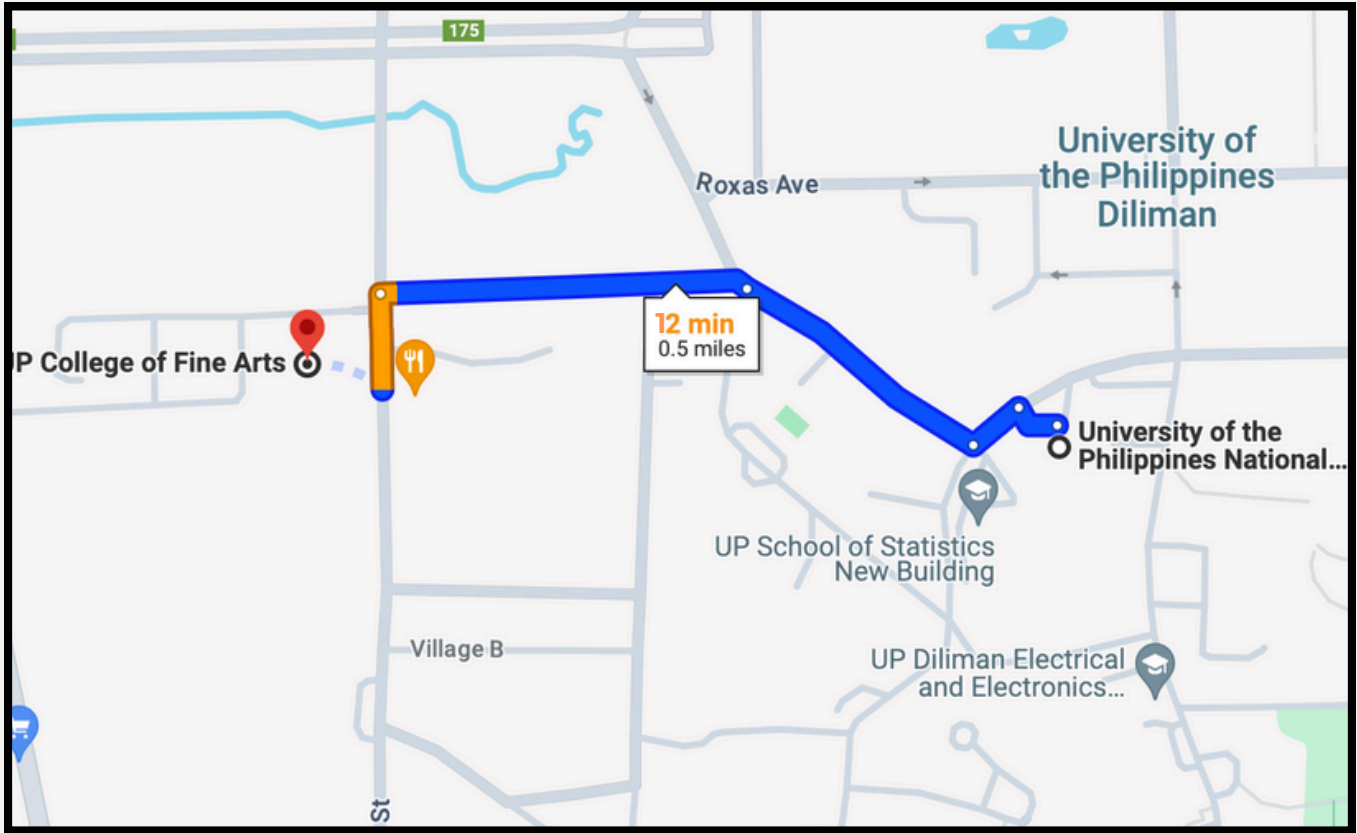 175
University of
the Philippines
Diliman
Roxas Ave
12 min
0.5 miles
UP College of Fine Arts
University of the
Philippines National...
UP School of Statistics
New Building
Village B
UP Diliman Electrical
and Electronics...
St